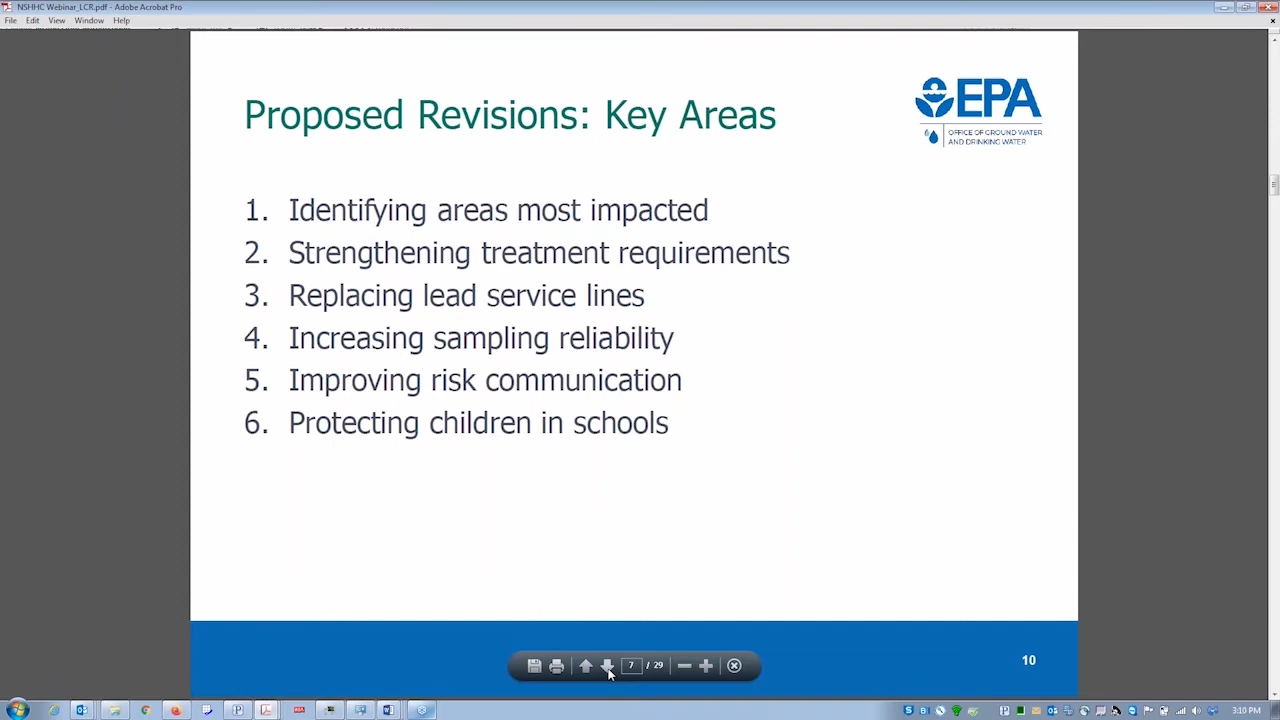 NSHHC Webinar_LCR.pdf - Adobe Acrobat Pro
File Edit View Window Help
Proposed Revisions: Key Areas
EPA
OFFICE OF GROUND WATER
AND DRINKING WATER
1. Identifying areas most impacted
2. Strengthening treatment requirements
3. Replacing lead service lines
4. Increasing sampling reliability
5. Improving risk communication
6. Protecting children in schools
10
7 / 29
3:10 PM